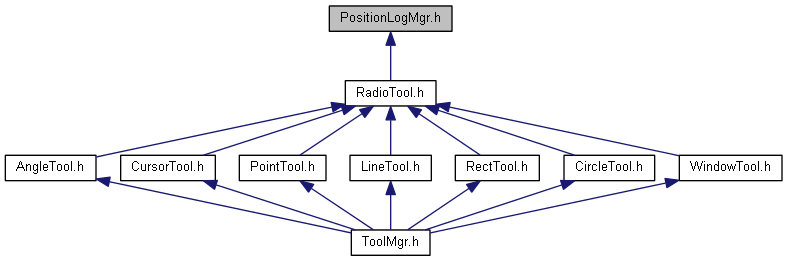 PositionLogMgr.h
RadioTool.h
AngleTool.h
CursorTool.h
PointTool.h
LineTool.h
RectTool.h
CircleTool.h
WindowTool.h
ToolMgr.h